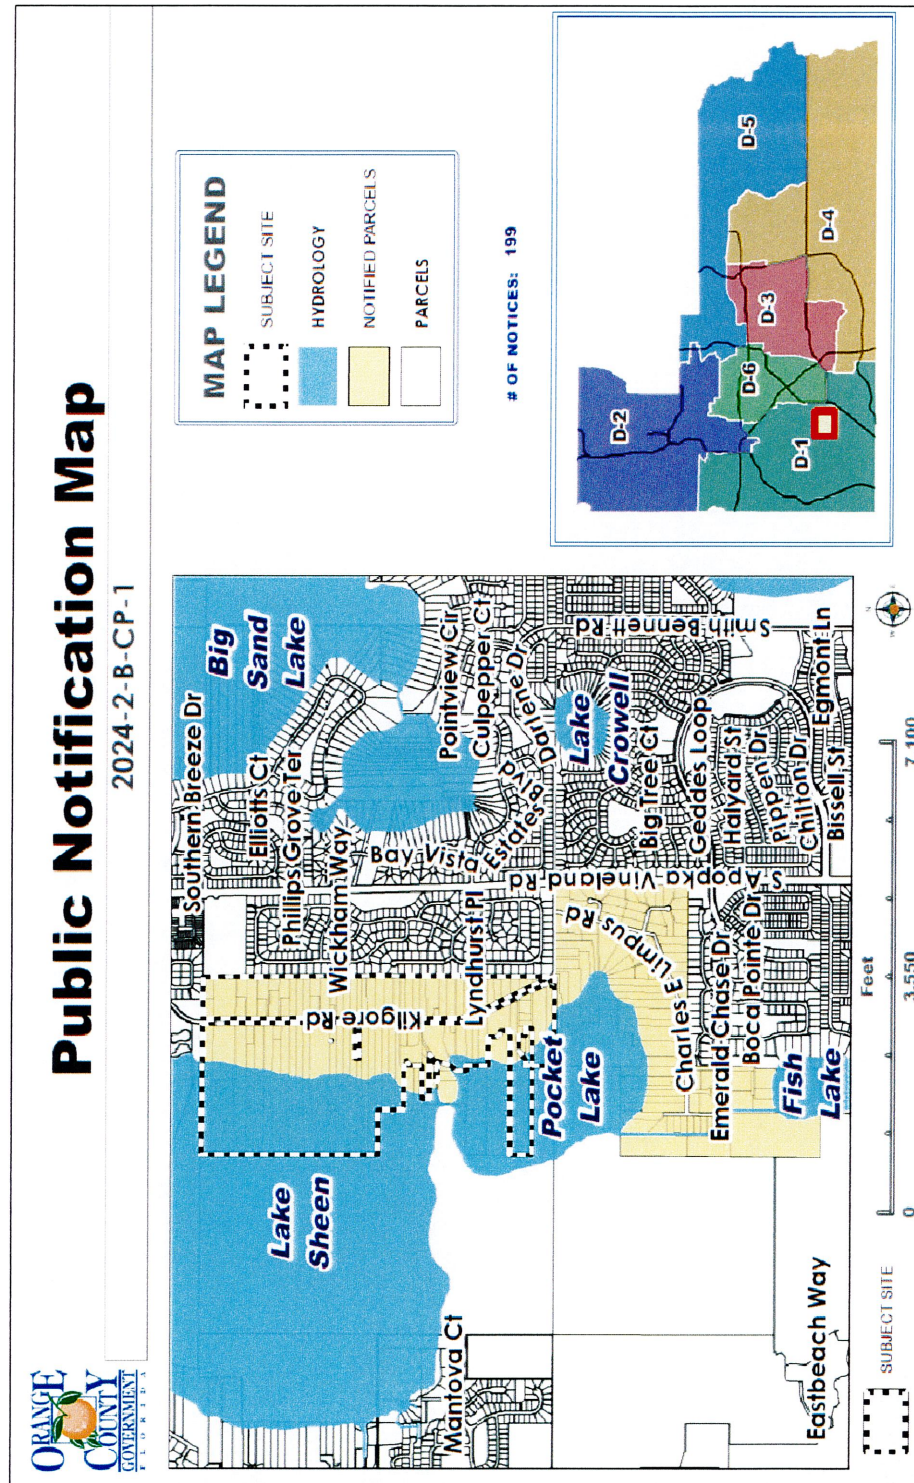 ORANGE
COUNTY
GOVERNMENT
FLORIDA
Public Notification Map
2024-2-B-CP-1
Southern Breeze Dr
Big
Sand
Lake
Elliotts Ct
Phillips Grove Ter
Wickham Way
Lake
Sheen
Kilgore Rd
Bay Vista
Estates Blvd
Pointview Cir
Culpepper Ct
Darlene Dr
Mantova Ct
Lyndhurst Pl
Pocket
Lake
S Apopka Vineland Rd
Lake
Crowell
Smith Bennett Rd
Charles E Limpus Rd
Big Tree Ct
Geddes Loop
Emerald Chase Dr
Halyard St
Bocal Pointe Dr
Pippen Dr
Chilton Dr
Fish
Lake
Eastbeach Way
Egmont Ln
Bissell St
MAP LEGEND
SUBJECT SITE
HYDROLOGY
NOTIFIED PARCELS
PARCELS
# OF NOTICES: 199
D-2
D-5
D-6
D-3
D-1
D-4
SUBJECT SITE
Feet
0 3,550 7,100
N
W E